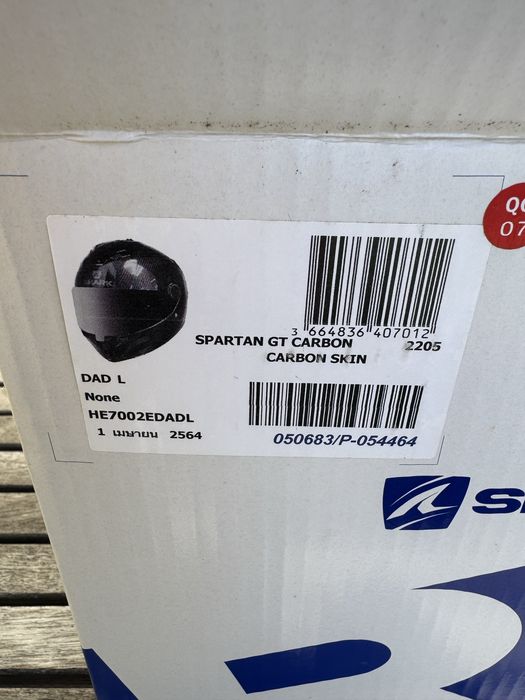 SHARK
3 664836 407012
SPARTAN GT CARBON 2205
CARBON SKIN
DAD L
None
HE7002EDADL
1 เมษายน 2564
050683/P-054464